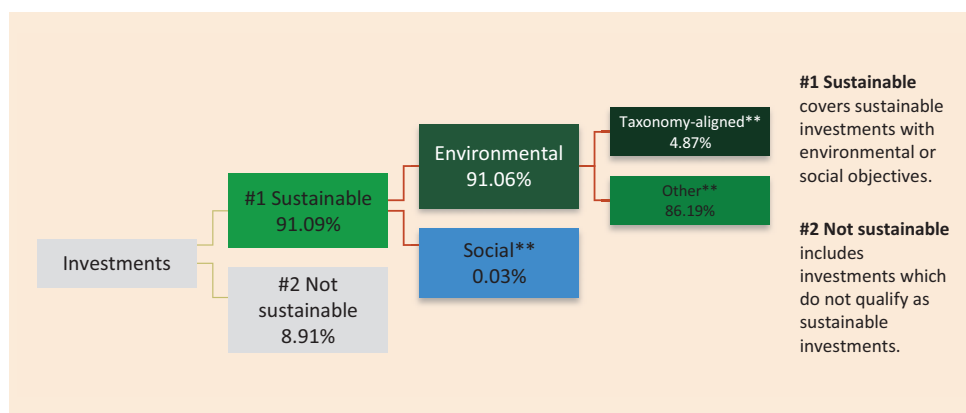 Investments
#1 Sustainable
91.09%
#2 Not
sustainable
8.91%
Environmental
91.06%
Social**
0.03%
Taxonomy-aligned**
4.87%
Other**
86.19%
#1 Sustainable
covers sustainable
investments with
environmental or
social objectives.
#2 Not sustainable
includes
investments which
do not qualify as
sustainable
investments.